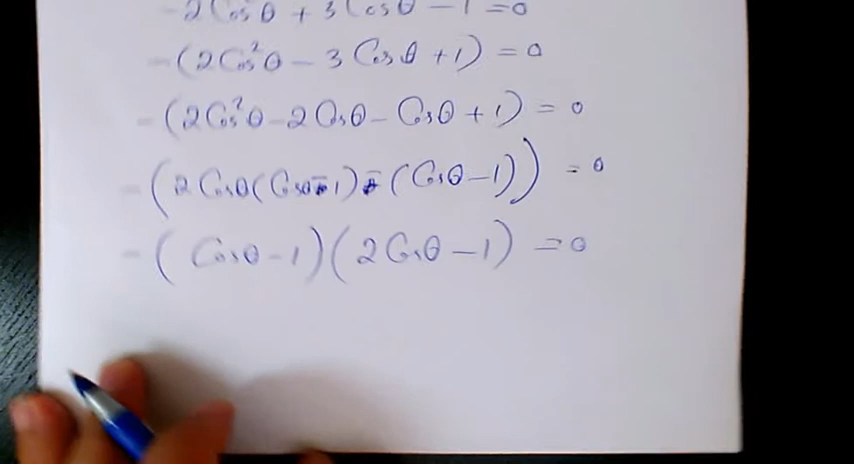 -2Cos²θ + 3Cosθ - 1 = 0
-(2Cos²θ - 3Cosθ + 1) = 0
-(2Cos²θ - 2Cosθ - Cosθ + 1) = 0
-(2Cosθ(Cosθ - 1) - (Cosθ - 1)) = 0
-(Cosθ - 1)(2Cosθ - 1) = 0